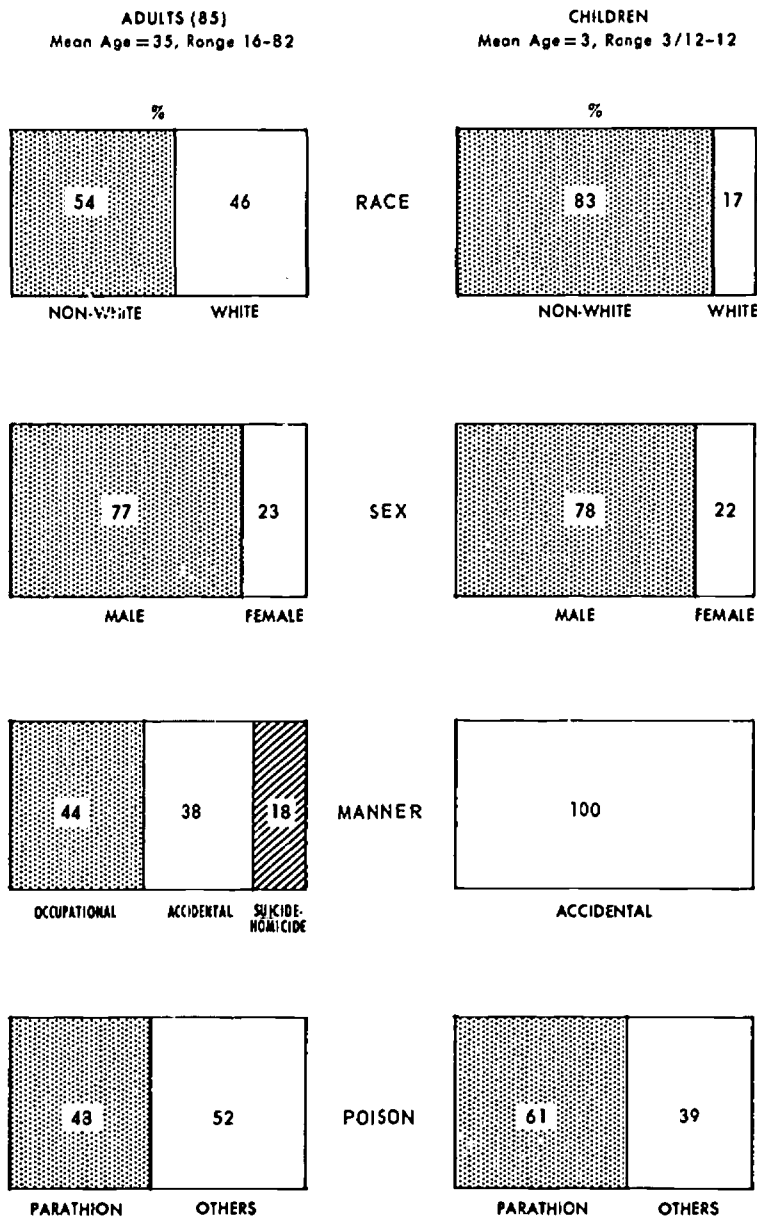 ADULTS (85)
Mean Age = 35, Range 16-82
CHILDREN
Mean Age = 3, Range 3/12-12
%
%
54
46
RACE
83
17
NON-WHITE
WHITE
NON-WHITE
WHITE
77
23
SEX
78
22
MALE
FEMALE
MALE
FEMALE
44
38
18
MANNER
100
OCCUPATIONAL
ACCIDENTAL
SUICIDE-
HOMICIDE
ACCIDENTAL
48
52
POISON
61
39
PARATHION
OTHERS
PARATHION
OTHERS